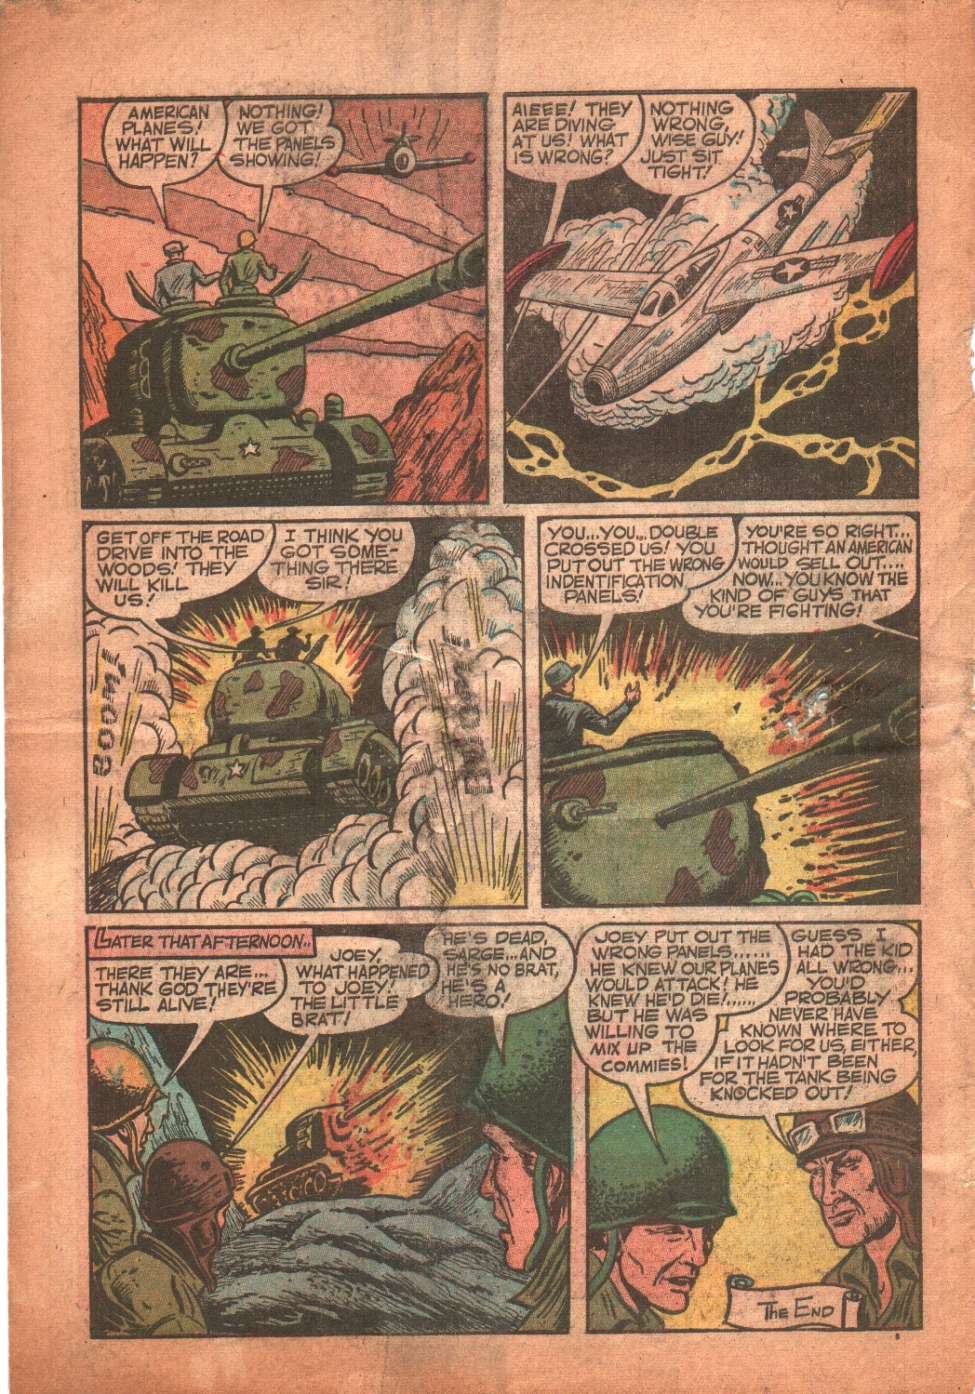 AMERICAN
PLANES!
WHAT WILL
HAPPEN?
NOTHING!
WE GOT
THE PANELS
SHOWING!
AIEEE! THEY
ARE DIVING
AT US! WHAT
IS WRONG?
NOTHING
WRONG,
WISE GUY!
JUST SIT
TIGHT!
GET OFF THE ROAD
DRIVE INTO THE
WOODS! THEY
WILL KILL
US!
I THINK YOU
GOT SOME-
THING THERE
SIR!
BOOM!
YOU...YOU... DOUBLE
CROSSED US! YOU
PUT OUT THE WRONG
INDENTIFICATION
PANELS!
YOU'RE SO RIGHT...
THOUGHT AN AMERICAN
WOULD SELL OUT....
NOW...YOU KNOW THE
KIND OF GUYS THAT
YOU'RE FIGHTING!
LATER THAT AFTERNOON..
THERE THEY ARE...
THANK GOD THEY'RE
STILL ALIVE!
JOEY,
WHAT HAPPENED
TO JOEY!
THE LITTLE
BRAT!
HE'S DEAD,
SARGE...AND
HE'S NO BRAT,
HE'S A
HERO!
JOEY PUT OUT THE
WRONG PANELS......
HE KNEW OUR PLANES
WOULD ATTACK! HE
KNEW HE'D DIE!......
BUT HE WAS
WILLING TO
MIX UP THE
COMMIES!
GUESS I
HAD THE KID
ALL WRONG...
YOU'D
PROBABLY
NEVER HAVE
KNOWN WHERE TO
LOOK FOR US, EITHER,
IF IT HADN'T BEEN
FOR THE TANK BEING
KNOCKED OUT!
THE END